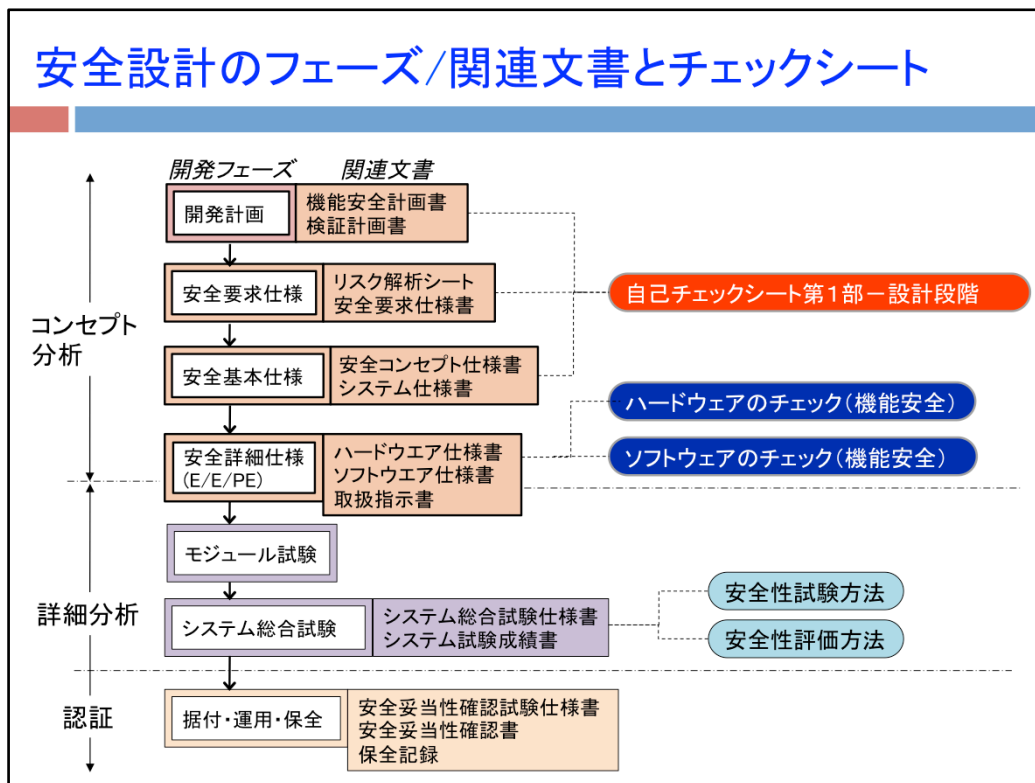 安全設計のフェーズ/関連文書とチェックシート
開発フェーズ
関連文書
開発計画
機能安全計画書
検証計画書
安全要求仕様
リスク解析シート
安全要求仕様書
自己チェックシート第1部－設計段階
コンセプト
分析
安全基本仕様
安全コンセプト仕様書
システム仕様書
ハードウェアのチェック(機能安全)
安全詳細仕様
(E/E/PE)
ハードウエア仕様書
ソフトウエア仕様書
取扱指示書
ソフトウェアのチェック(機能安全)
モジュール試験
詳細分析
システム総合試験
システム総合試験仕様書
システム試験成績書
安全性試験方法
安全性評価方法
認証
据付・運用・保全
安全妥当性確認試験仕様書
安全妥当性確認書
保全記録